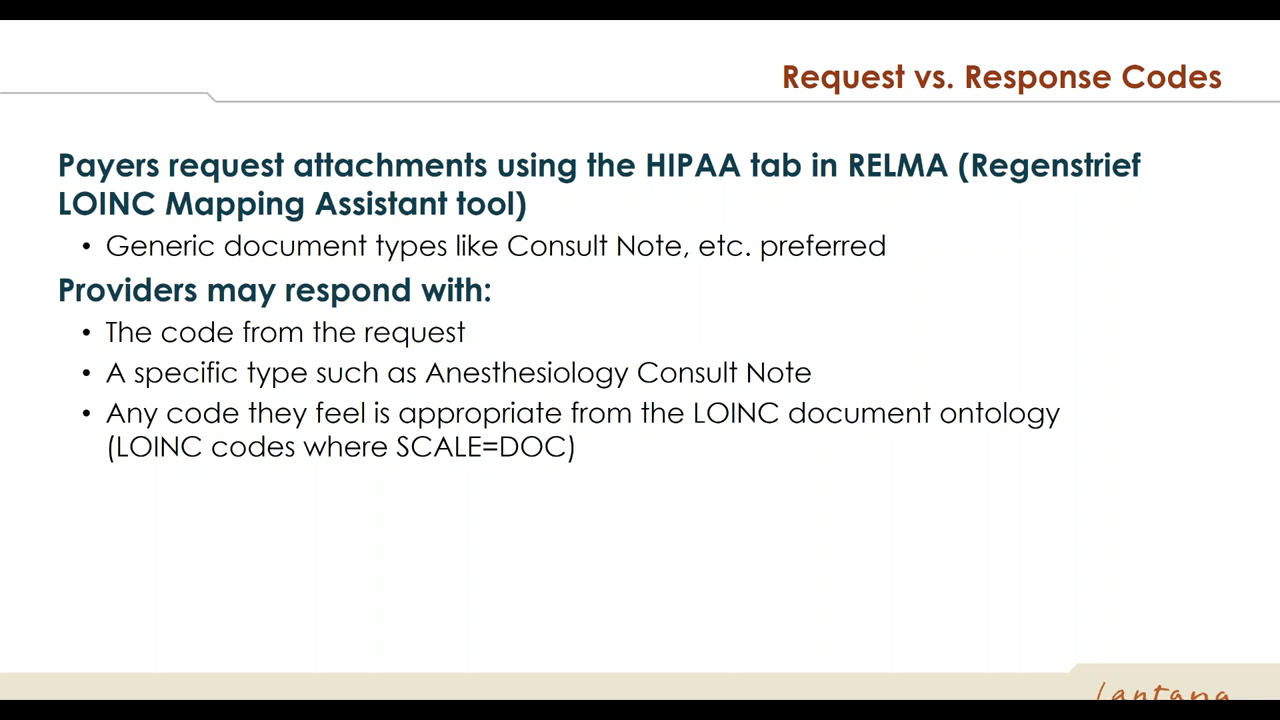 Request vs. Response Codes
Payers request attachments using the HIPAA tab in RELMA (Regenstrief
LOINC Mapping Assistant tool)
• Generic document types like Consult Note, etc. preferred
Providers may respond with:
• The code from the request
• A specific type such as Anesthesiology Consult Note
• Any code they feel is appropriate from the LOINC document ontology
(LOINC codes where SCALE=DOC)
Lantana